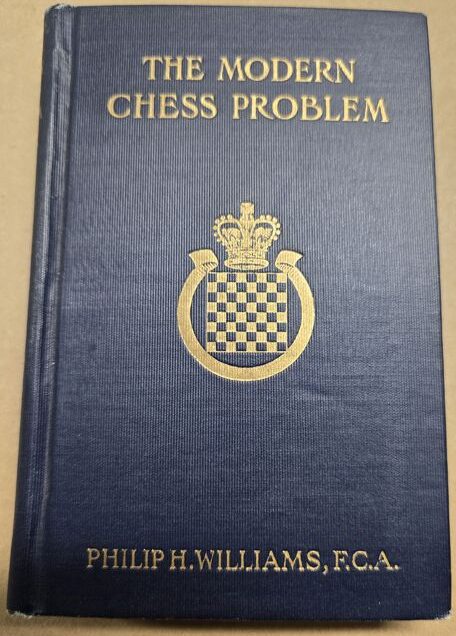 THE MODERN
CHESS PROBLEM
PHILIP H. WILLIAMS, F.C.A.